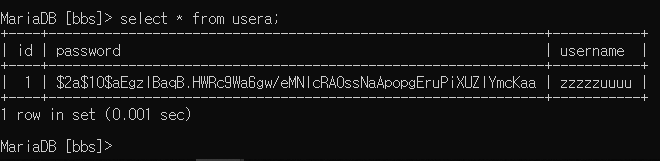 MariaDB [bbs]> select * from usera;
+----+--------------------------------------------------------------+-----------+
| id | password                                                     | username  |
+----+--------------------------------------------------------------+-----------+
|  1 | $2a$10$aEgzIBaqB.HWRc9Wa6gw/eMNlcRAOssNaApopgEruPiXUZIYmcKaa | zzzzzuuuu |
+----+--------------------------------------------------------------+-----------+
1 row in set (0.001 sec)
MariaDB [bbs]>